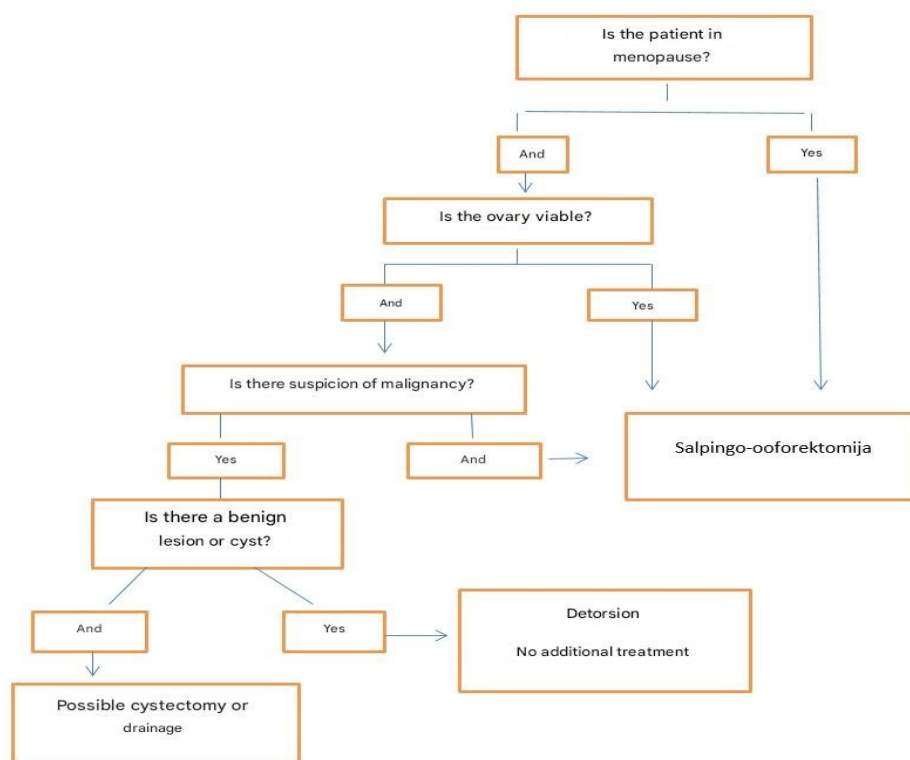 Is the patient in
menopause?
And
Yes
Is the ovary viable?
And
Yes
Is there suspicion of malignancy?
Salpingo-ooforektomija
Yes
And
Is there a benign
lesion or cyst?
And
Yes
Detorsion
No additional treatment
Possible cystectomy or
drainage